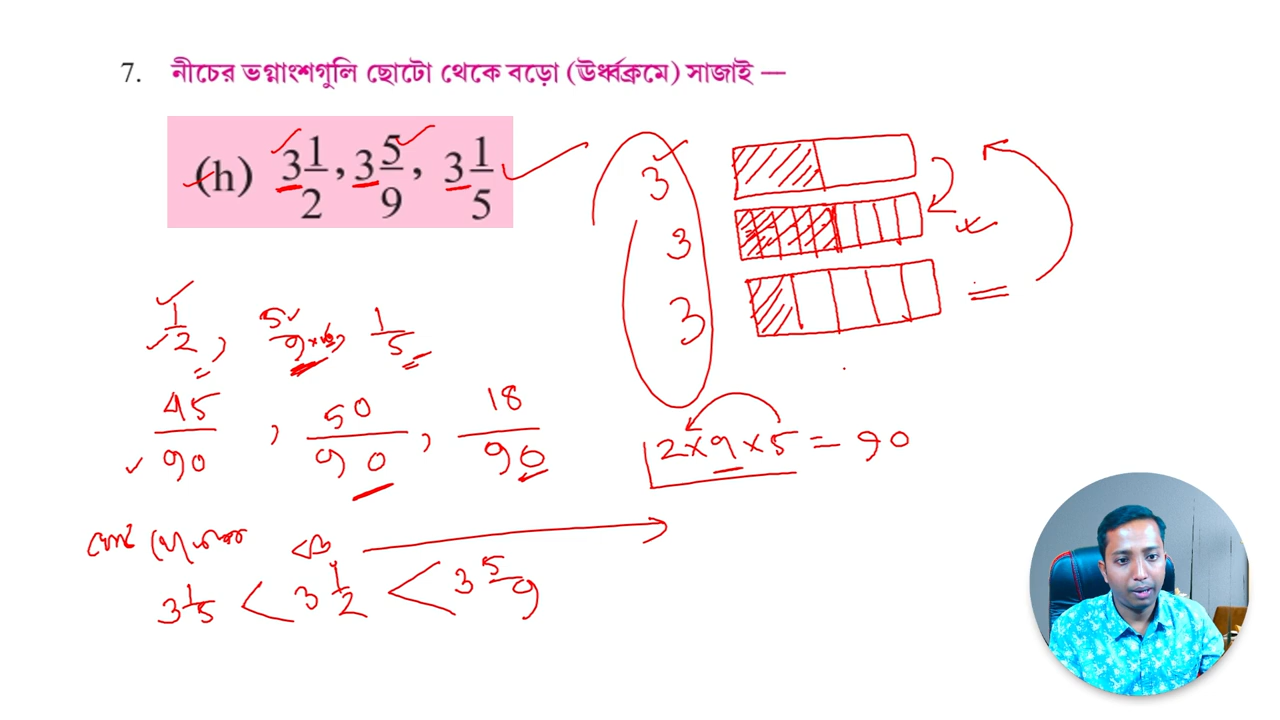 7. নীচের ভগ্নাংশগুলি ছোটো থেকে বড়ো (ঊর্ধ্বক্রমে) সাজাই —
(h) 3 1/2, 3 5/9, 3 1/5
3
3
3
1/2, 5/9, 1/5
45/90, 50/90, 18/90
2×9×5 = 90
3 1/5 < 3 1/2 < 3 5/9